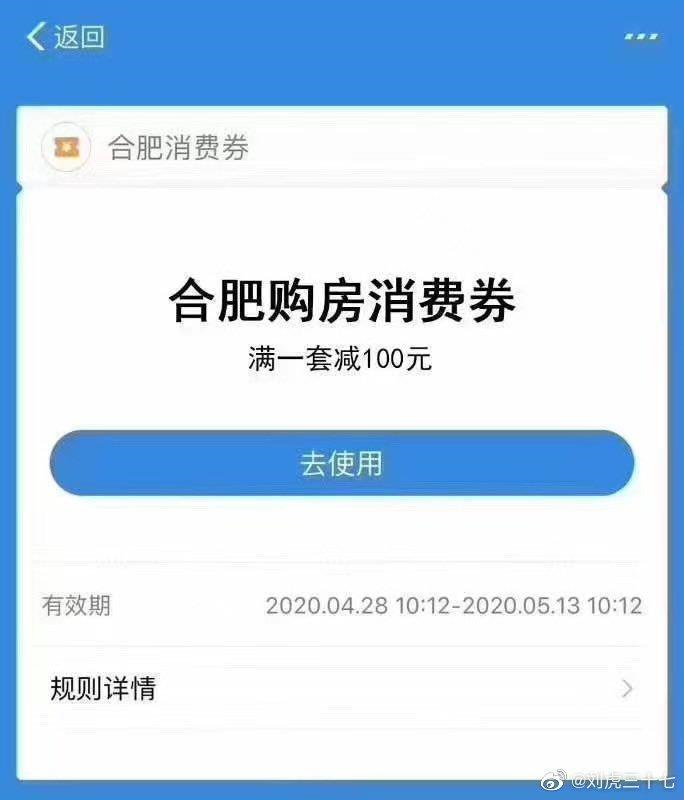 返回
合肥消费券
合肥购房消费券
满一套减100元
去使用
有效期 2020.04.28 10:12-2020.05.13 10:12
规则详情
@刘虎三十七